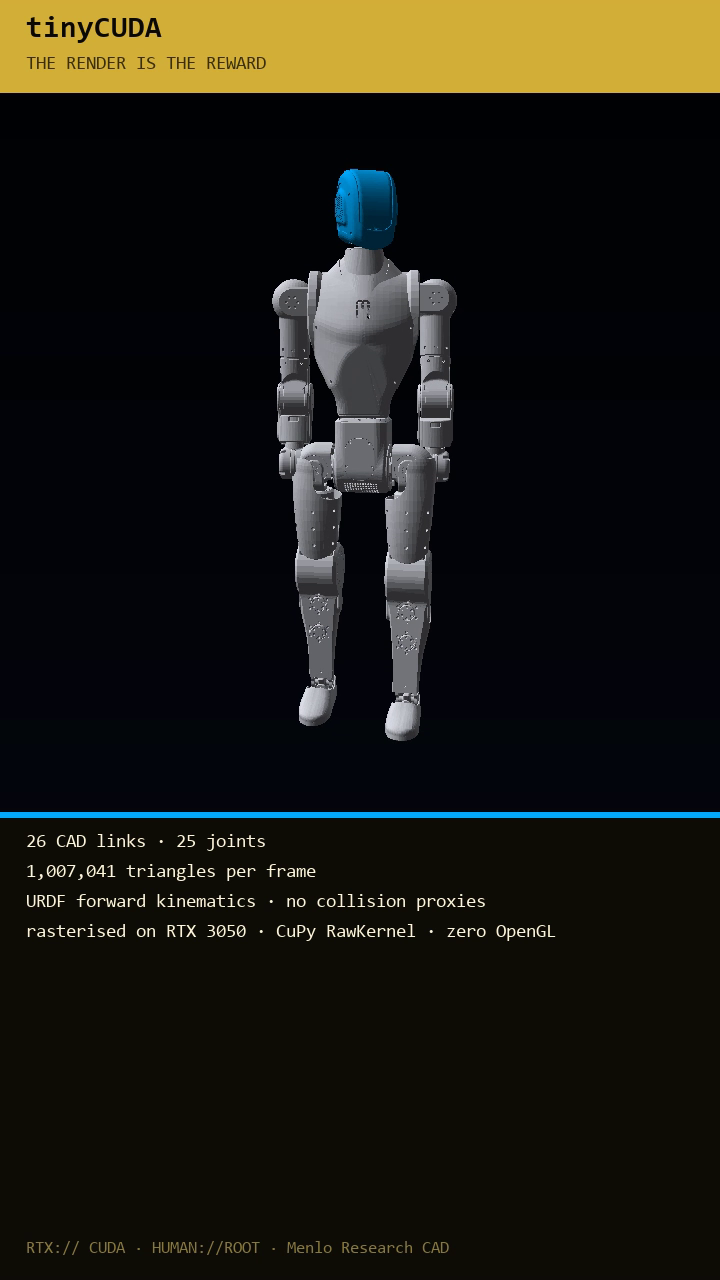 tinyCUDA
THE RENDER IS THE REWARD
26 CAD links · 25 joints
1,007,041 triangles per frame
URDF forward kinematics · no collision proxies
rasterised on RTX 3050 · CuPy RawKernel · zero OpenGL
RTX:// CUDA · HUMAN://ROOT · Menlo Research CAD